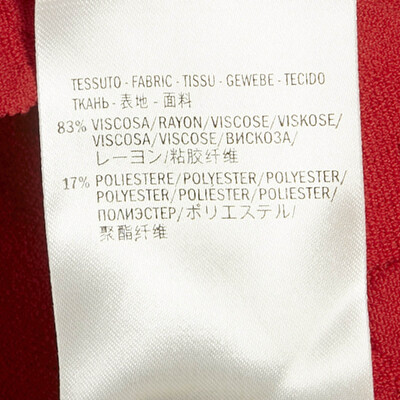 TESSUTO - FABRIC - TISSU - GEWEBE - TECIDO
ТКАНЬ - 表地 - 面料
83% VISCOSA/RAYON/VISCOSE/VISKOSE/
VISCOSA/VISCOSE/ВИСКОЗА/
レーヨン/粘胶纤维
17% POLIESTERE/POLYESTER/POLYESTER/
POLYESTER/POLIÉSTER/POLIESTER/
ПОЛИЭСТЕР/ポリエステル/
聚酯纤维